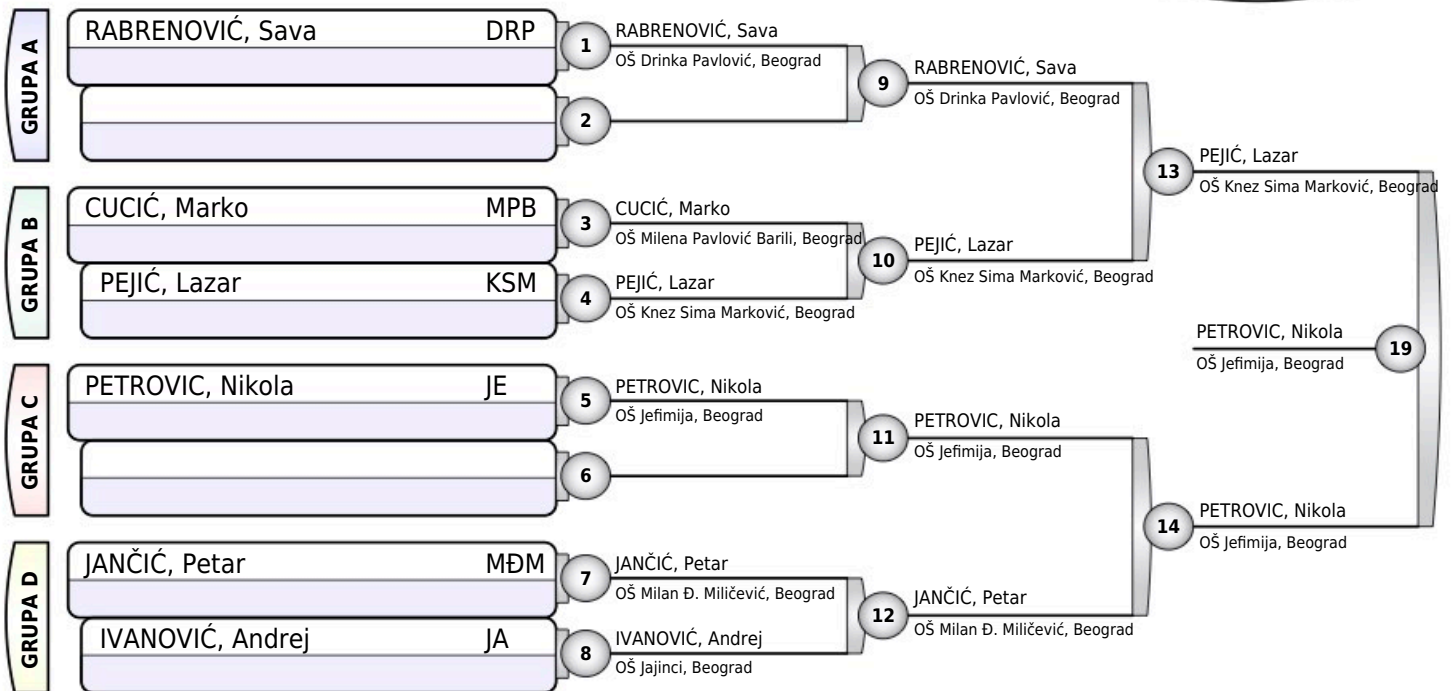 GRUPA A
RABRENOVIĆ, Sava DRP
1
2
GRUPA B
CUCIĆ, Marko MPB
3
PEJIĆ, Lazar KSM
4
GRUPA C
PETROVIC, Nikola JE
5
6
GRUPA D
JANČIĆ, Petar MĐM
7
IVANOVIĆ, Andrej JA
8
RABRENOVIĆ, Sava
OŠ Drinka Pavlović, Beograd
9
CUCIĆ, Marko
OŠ Milena Pavlović Barili, Beograd
10
PEJIĆ, Lazar
OŠ Knez Sima Marković, Beograd
PETROVIC, Nikola
OŠ Jefimija, Beograd
11
JANČIĆ, Petar
OŠ Milan Đ. Miličević, Beograd
12
IVANOVIĆ, Andrej
OŠ Jajinci, Beograd
RABRENOVIĆ, Sava
OŠ Drinka Pavlović, Beograd
13
PEJIĆ, Lazar
OŠ Knez Sima Marković, Beograd
PETROVIC, Nikola
OŠ Jefimija, Beograd
14
JANČIĆ, Petar
OŠ Milan Đ. Miličević, Beograd
PEJIĆ, Lazar
OŠ Knez Sima Marković, Beograd
PETROVIC, Nikola
OŠ Jefimija, Beograd
19
PETROVIC, Nikola
OŠ Jefimija, Beograd